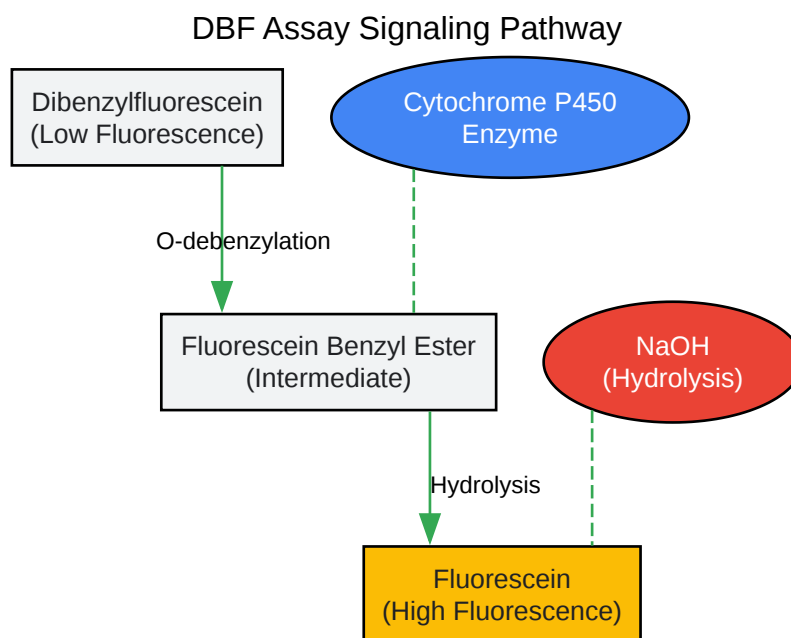 DBF Assay Signaling Pathway
Dibenzylfluorescein
(Low Fluorescence)
Cytochrome P450
Enzyme
O-debenzylation
Fluorescein Benzyl Ester
(Intermediate)
NaOH
(Hydrolysis)
Hydrolysis
Fluorescein
(High Fluorescence)